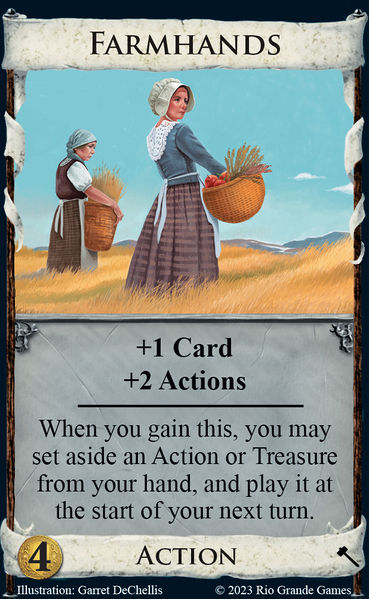 Farmhands
+1 Card
+2 Actions
When you gain this, you may
set aside an Action or Treasure
from your hand, and play it at
the start of your next turn.
4
Action
Illustration: Garret DeChellis © 2023 Rio Grande Games